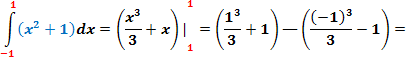 ∫₋₁¹ (x² + 1)dx = (x³/3 + x) |₁¹ = (1³/3 + 1) — ((−1)³/3 − 1) =